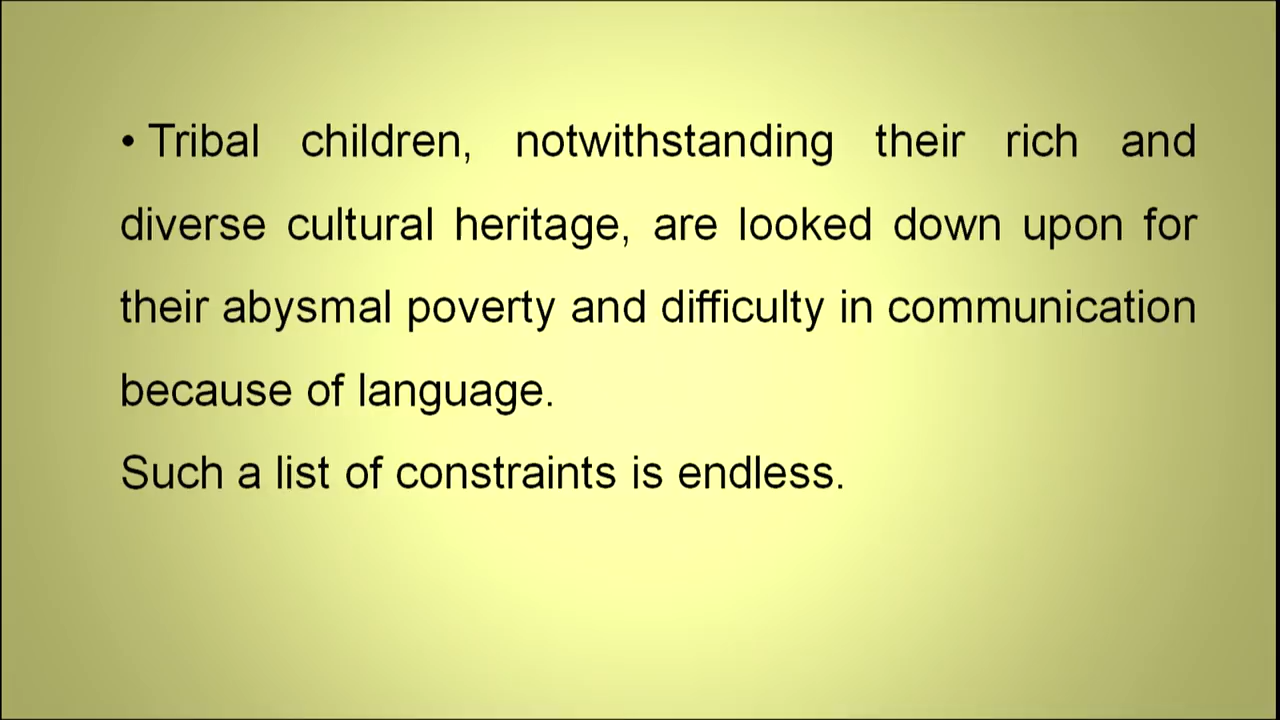 • Tribal children, notwithstanding their rich and
diverse cultural heritage, are looked down upon for
their abysmal poverty and difficulty in communication
because of language.
Such a list of constraints is endless.